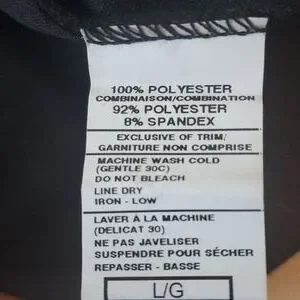 100% POLYESTER
COMBINAISON/COMBINATION
92% POLYESTER
8% SPANDEX
EXCLUSIVE OF TRIM/
GARNITURE NON COMPRISE
MACHINE WASH COLD
(GENTLE 30C)
DO NOT BLEACH
LINE DRY
IRON - LOW
LAVER À LA MACHINE
(DELICAT 30)
NE PAS JAVELISER
SUSPENDRE POUR SÉCHER
REPASSER - BASSE
L/G